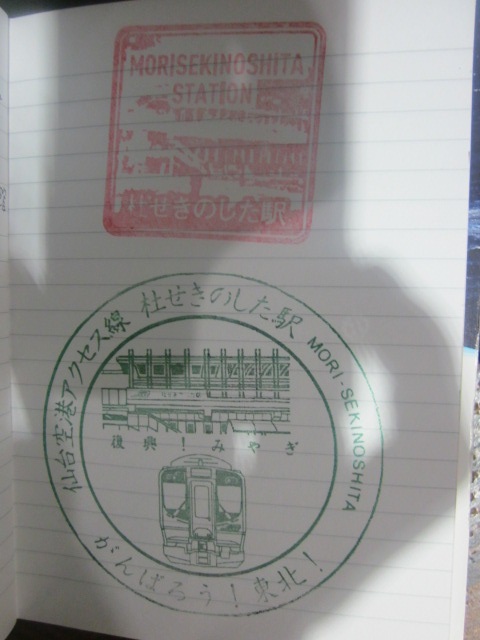 MORISEKINOSHITA
STATION
杜せきのした駅
仙台空港アクセス線 杜せきのした駅 MORI-SEKINOSHITA
復興！みやぎ
がんばろう！東北！